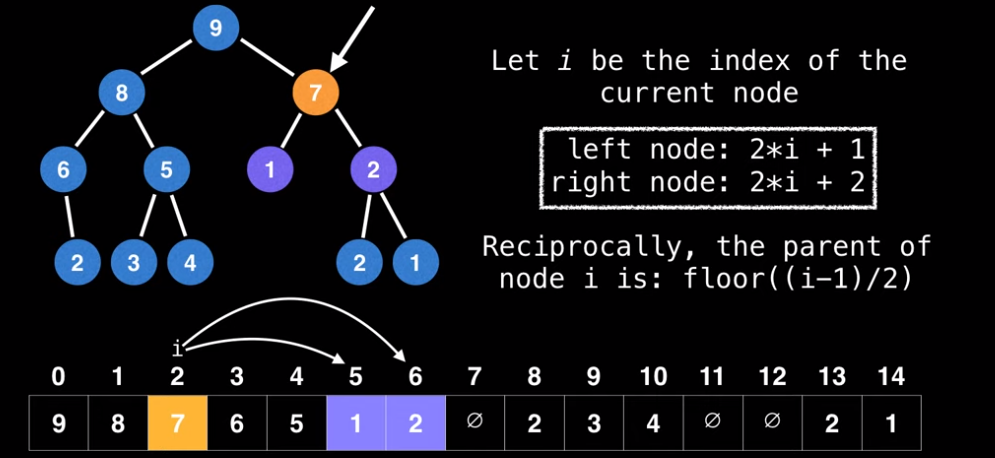 9
8 7
6 5 1 2
2 3 4 2 1
Let i be the index of the
current node
left node: 2*i + 1
right node: 2*i + 2
Reciprocally, the parent of
node i is: floor((i-1)/2)
i
0 1 2 3 4 5 6 7 8 9 10 11 12 13 14
9 8 7 6 5 1 2 ∅ 2 3 4 ∅ ∅ 2 1